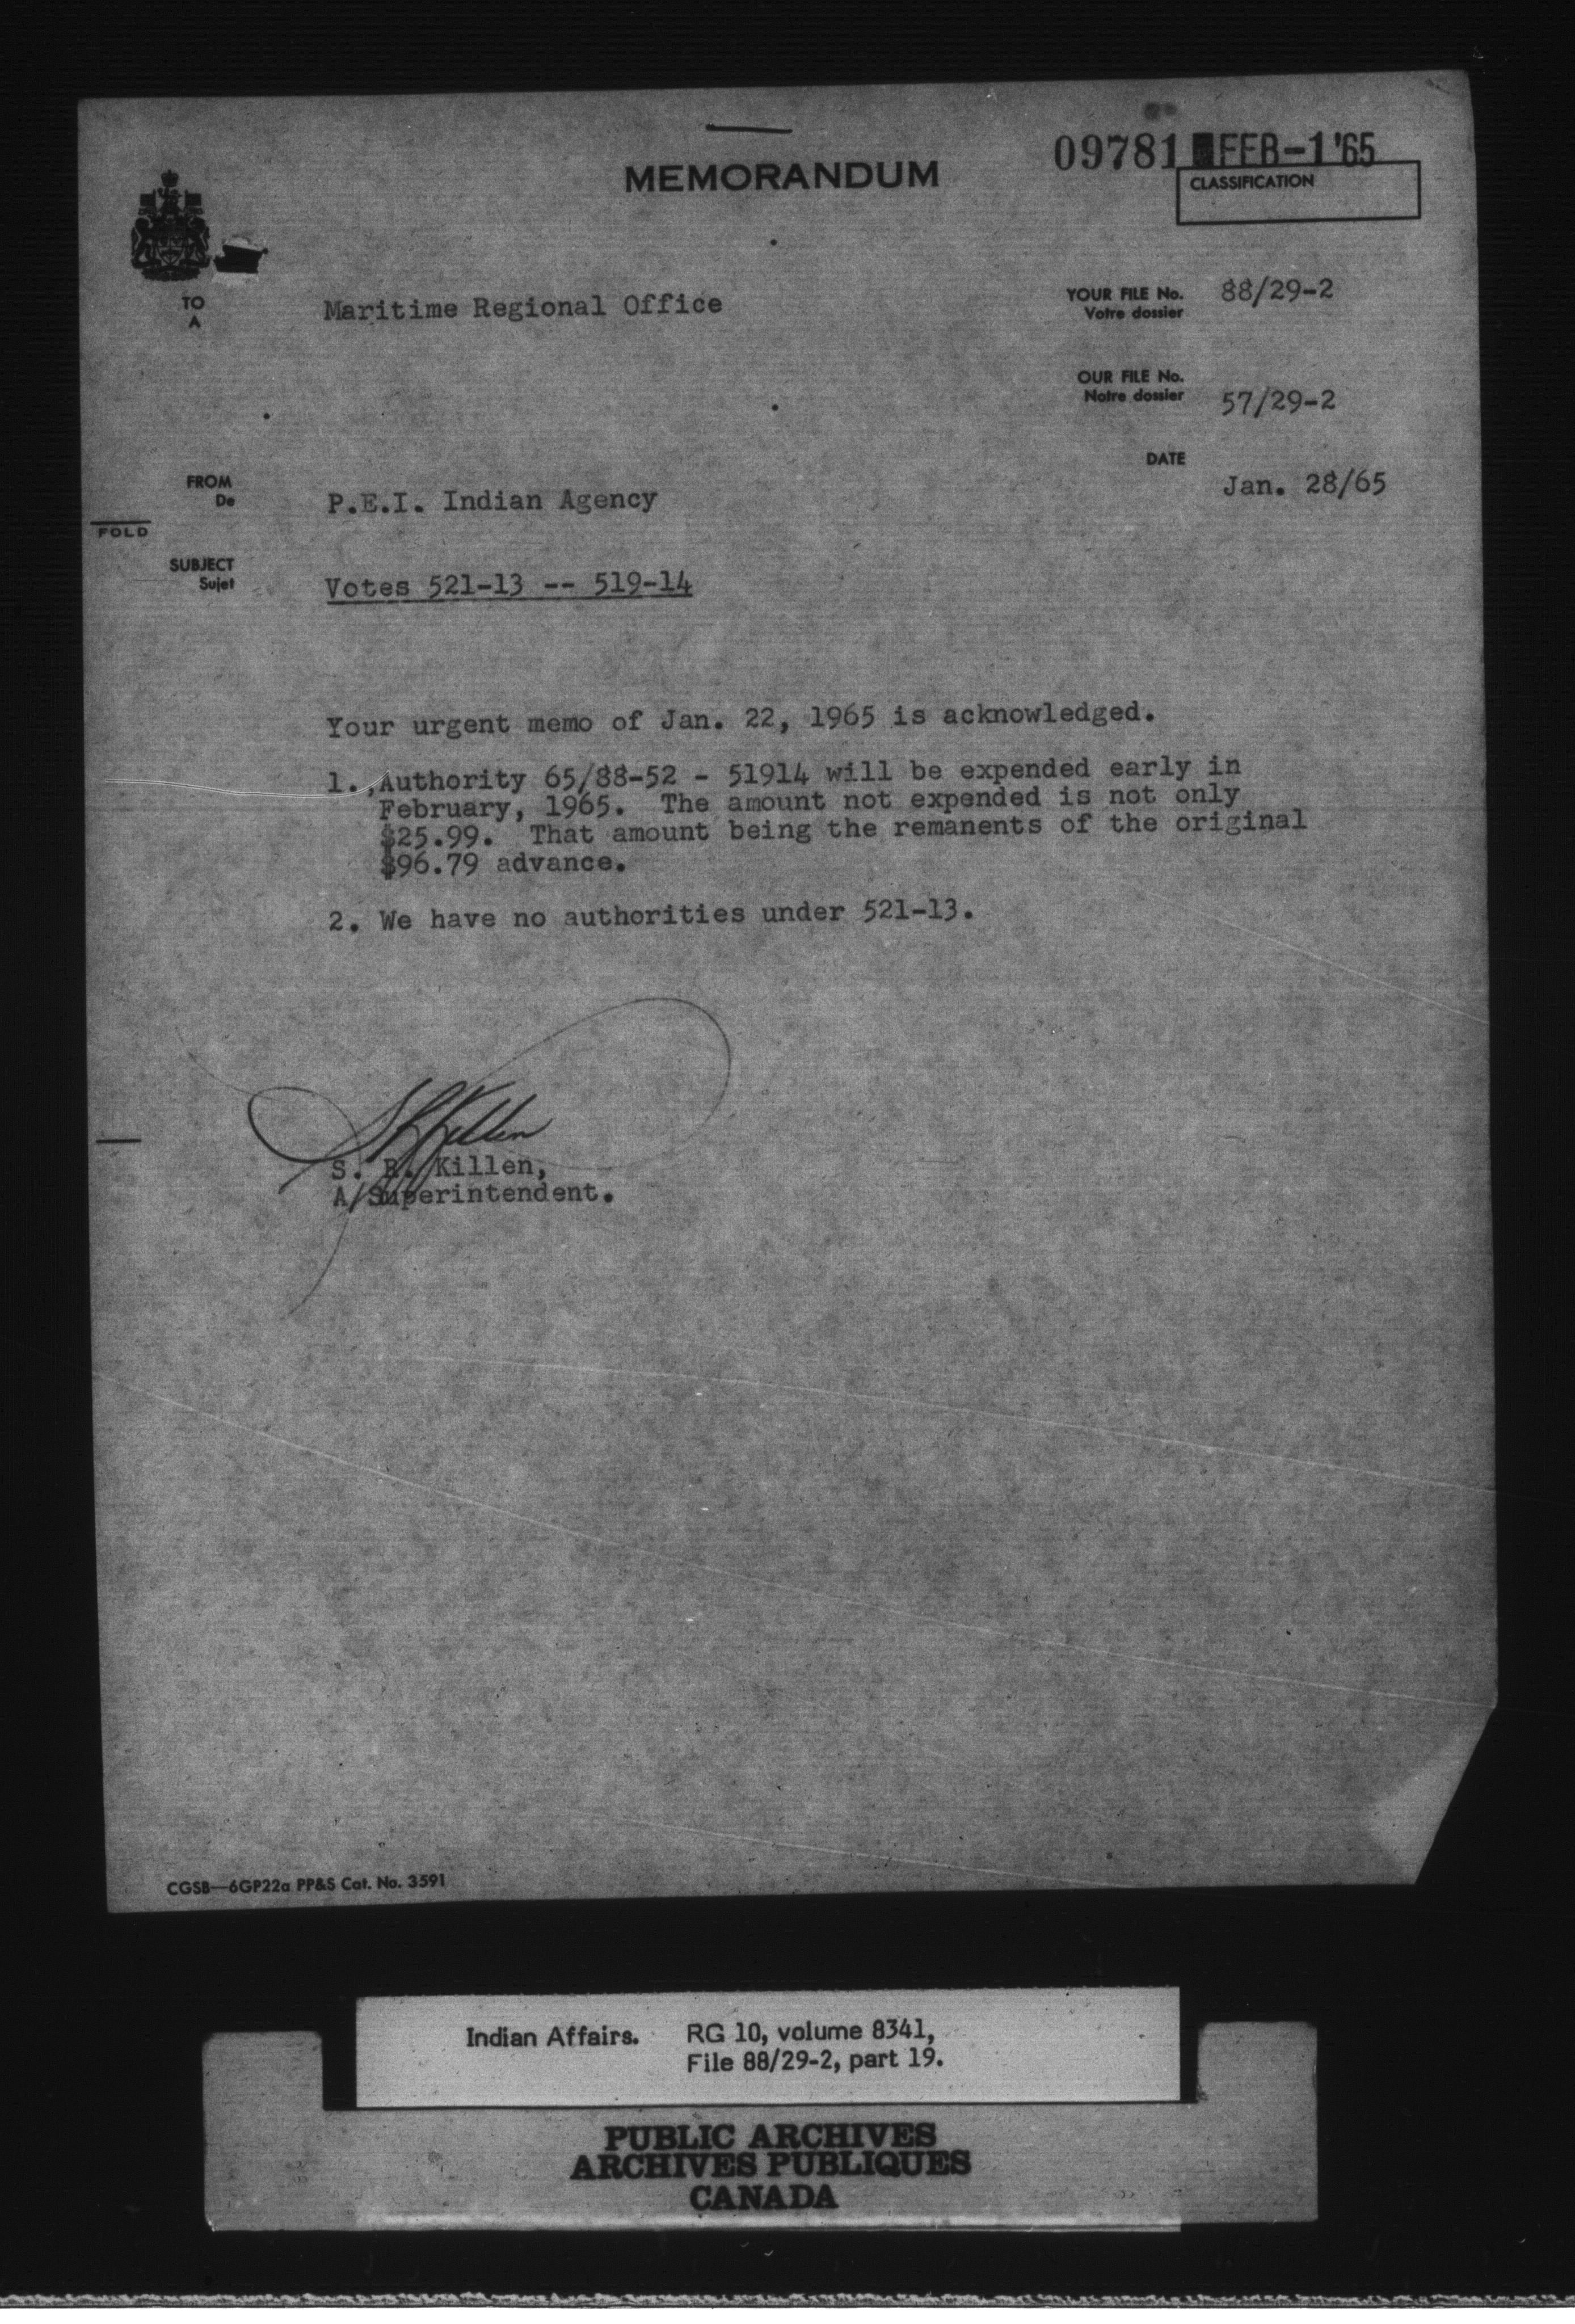 09781 FEB-1'65
MEMORANDUM
CLASSIFICATION
TO
A
Maritime Regional Office
YOUR FILE No.
Votre dossier
88/29-2
OUR FILE No.
Notre dossier
57/29-2
DATE
Jan. 28/65
FROM
De
P.E.I. Indian Agency
FOLD
SUBJECT
Sujet
Votes 521-13 -- 519-14
Your urgent memo of Jan. 22, 1965 is acknowledged.
1. Authority 65/88-52 - 51914 will be expended early in
February, 1965. The amount not expended is not only
$25.99. That amount being the remanents of the original
$96.79 advance.
2. We have no authorities under 521-13.
S. R. Killen,
A/Superintendent.
CGSB—6GP22a PP&S Cat. No. 3591
Indian Affairs. RG 10, volume 8341,
File 88/29-2, part 19.
PUBLIC ARCHIVES
ARCHIVES PUBLIQUES
CANADA